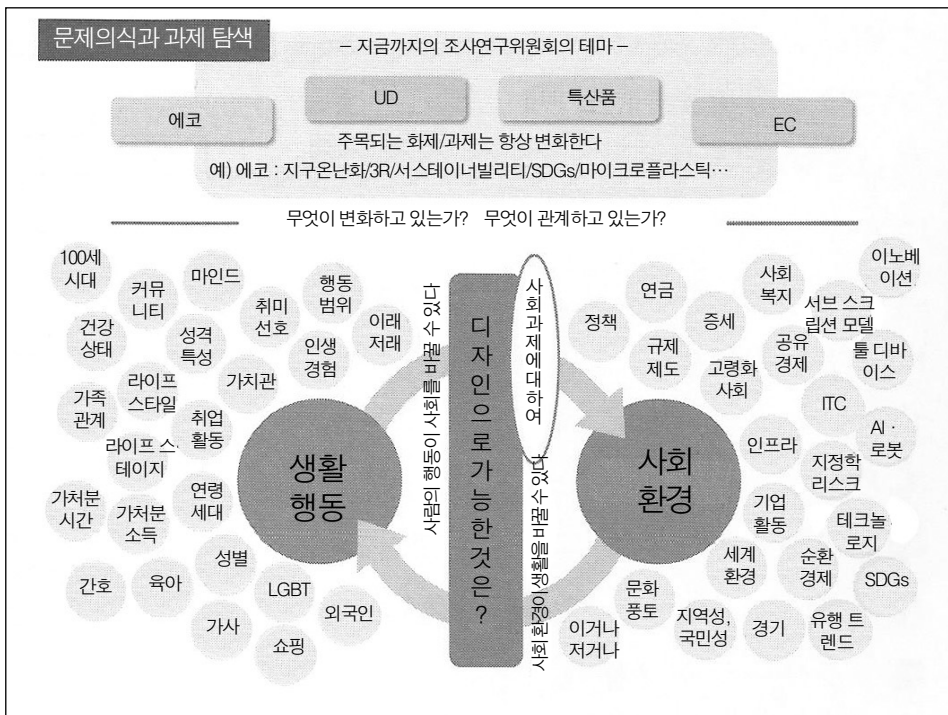 문제의식과 과제 탐색
– 지금까지의 조사연구위원회의 테마 –
에코
UD
특산품
EC
주목되는 화제/과제는 항상 변화한다
예) 에코 : 지구온난화/3R/서스테이너빌리티/SDGs/마이크로플라스틱…
무엇이 변화하고 있는가? 무엇이 관계하고 있는가?
100세
시대
커뮤
니티
마인드
취미
선호
행동
범위
이래
저래
건강
상태
성격
특성
인생
경험
가족
관계
라이프
스타일
가치관
취업
활동
라이프 스
테이지
생활
행동
가처분
시간
가처분
소득
연령
세대
성별
간호
육아
LGBT
외국인
가사
쇼핑
사람의 행동이 사회를 바꿀 수 있다
디자인으로 가능한 것은?
사회과제에 대하여
사회 환경이 생활을 바꿀 수 있다
정책
연금
증세
사회
복지
이노베
이션
서브 스크
립션 모델
규제
제도
고령화
사회
공유
경제
툴 디바
이스
ITC
AI ·
로봇
사회
환경
인프라
지정학
리스크
기업
활동
테크놀
로지
세계
환경
순환
경제
SDGs
문화
풍토
이거나
저거나
지역성,
국민성
경기
유행 트
렌드